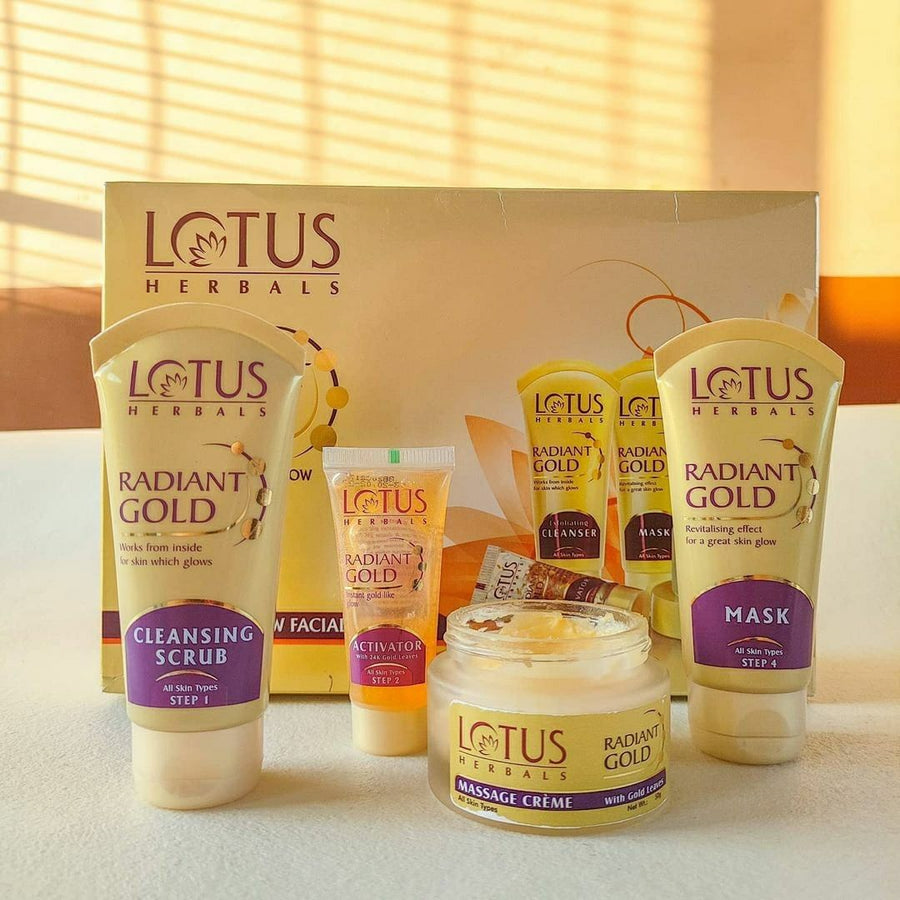 LOTUS
HERBALS
OW
W FACIAL
LOTUS
HERBALS
RADIANT
GOLD
Works from inside
for skin which glows
CLEANSING
SCRUB
All Skin Types
STEP 1
LOTUS
HERBALS
RADIANT
GOLD
Instant gold-like
glow
ACTIVATOR
With 24K Gold Leaves
All Skin Types
STEP 2
LOTUS
HERBALS
RADIANT
GOLD
Works from inside
for skin which glows
Exfoliating
CLEANSER
All Skin Types
LOTUS
HERBALS
RADIANT
GOLD
Revitalising effect
for a great skin glow
MASK
All Skin Types
LOTUS
LOTUS
HERBALS
RADIANT
GOLD
MASSAGE CRÈME
With Gold Leaves
All Skin Types
Net Wt.: 50g
LOTUS
HERBALS
RADIANT
GOLD
Revitalising effect
for a great skin glow
MASK
All Skin Types
STEP 4